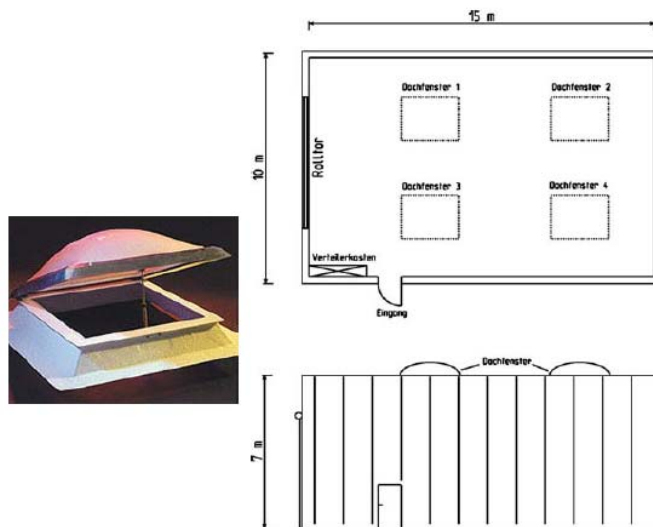 15 m
Dachfenster 1
Dachfenster 2
10 m
Rolltor
Dachfenster 3
Dachfenster 4
Verteilerkasten
Eingang
Dachfenster
7 m